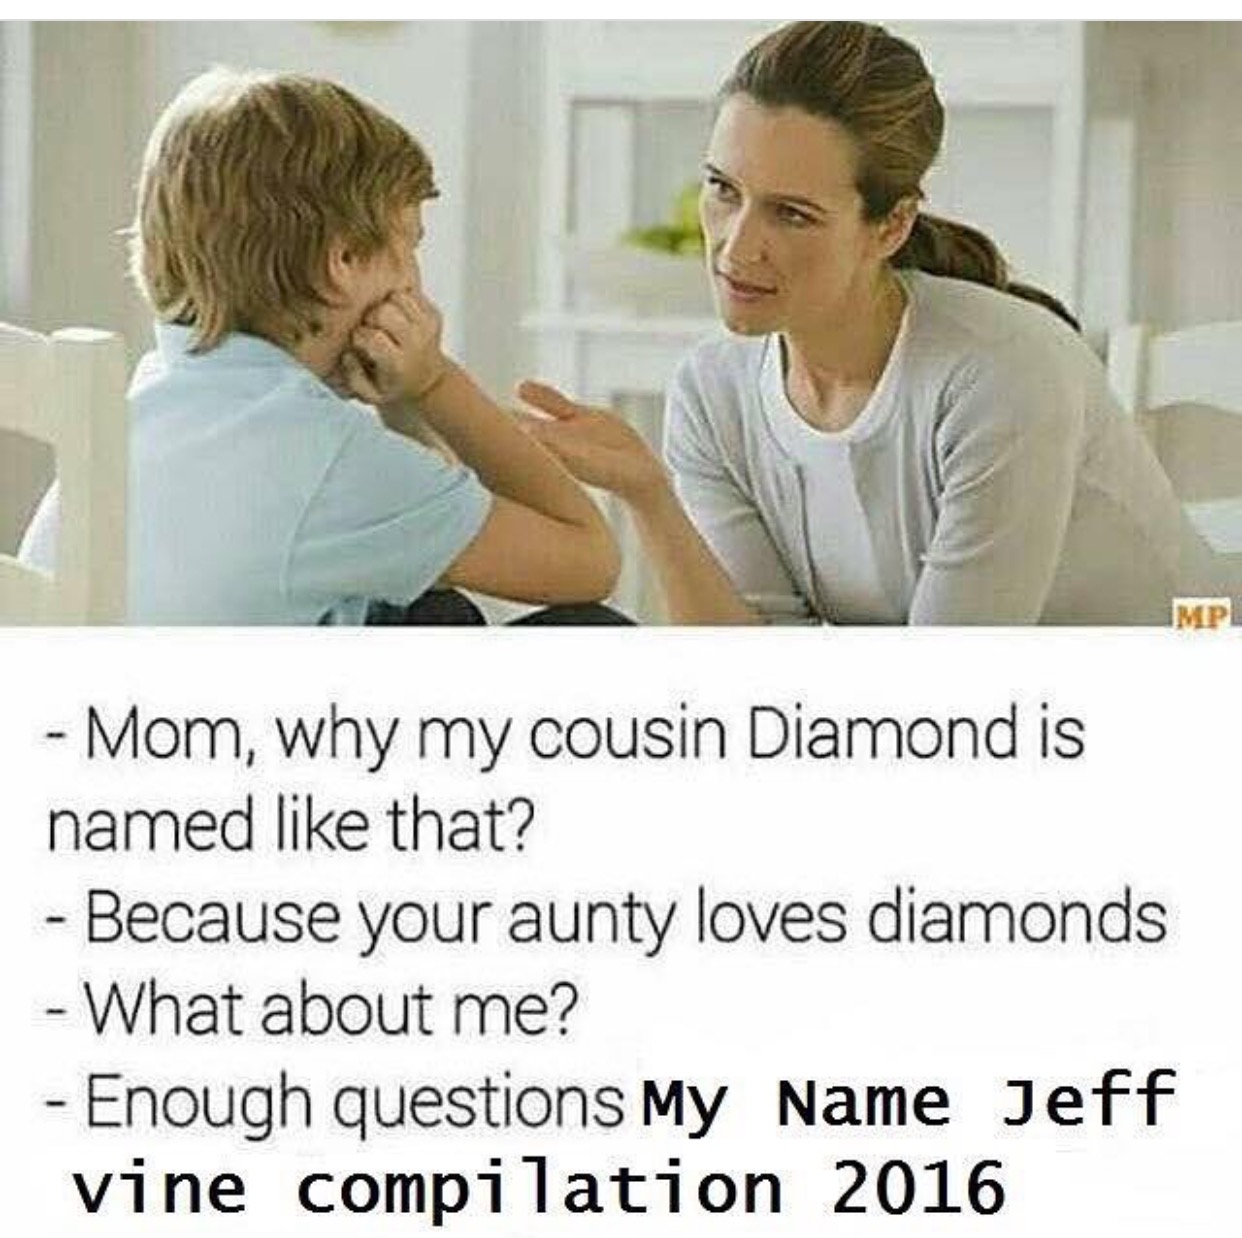 MP
- Mom, why my cousin Diamond is
named like that?
- Because your aunty loves diamonds
- What about me?
- Enough questions My Name Jeff
vine compilation 2016